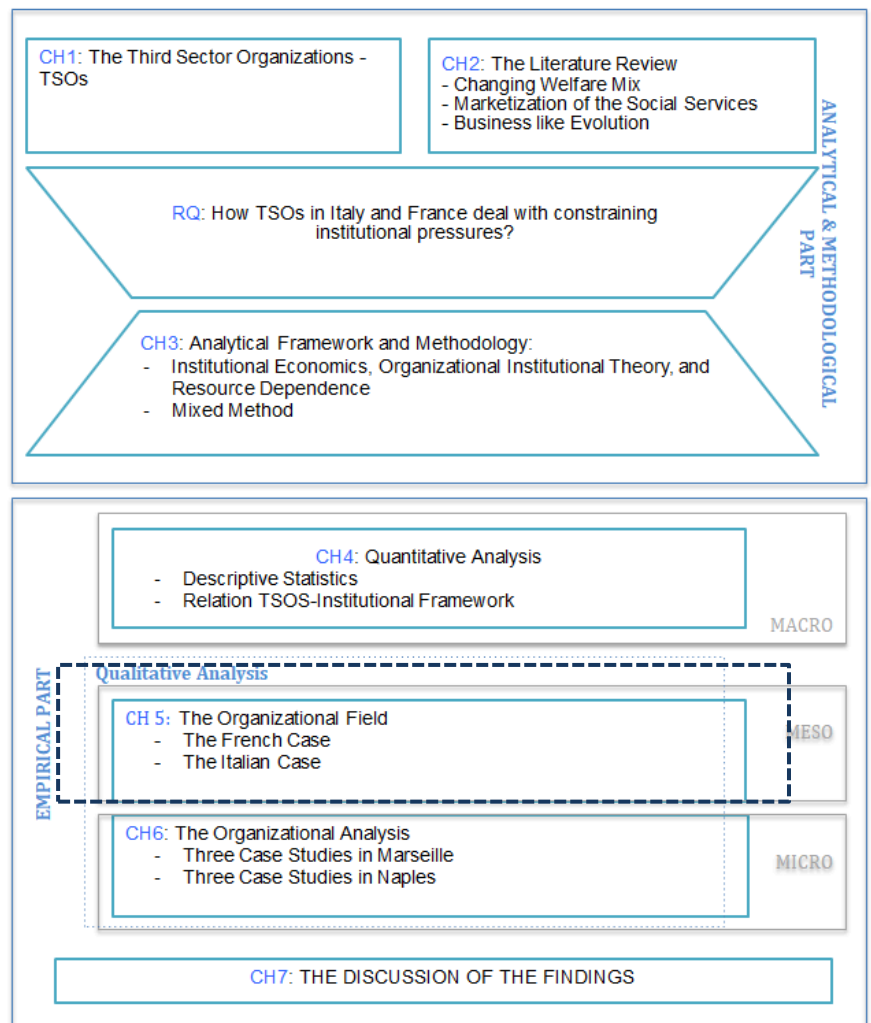 CH1: The Third Sector Organizations -
TSOs
CH2: The Literature Review
- Changing Welfare Mix
- Marketization of the Social Services
- Business like Evolution
ANALYTICAL & METHODOLOGICAL
PART
RQ: How TSOs in Italy and France deal with constraining
institutional pressures?
CH3: Analytical Framework and Methodology:
- Institutional Economics, Organizational Institutional Theory, and
Resource Dependence
- Mixed Method
CH4: Quantitative Analysis
- Descriptive Statistics
- Relation TSOS-Institutional Framework
MACRO
EMPIRICAL PART
Qualitative Analysis
CH 5: The Organizational Field
- The French Case
- The Italian Case
MESO
CH6: The Organizational Analysis
- Three Case Studies in Marseille
- Three Case Studies in Naples
MICRO
CH7: THE DISCUSSION OF THE FINDINGS